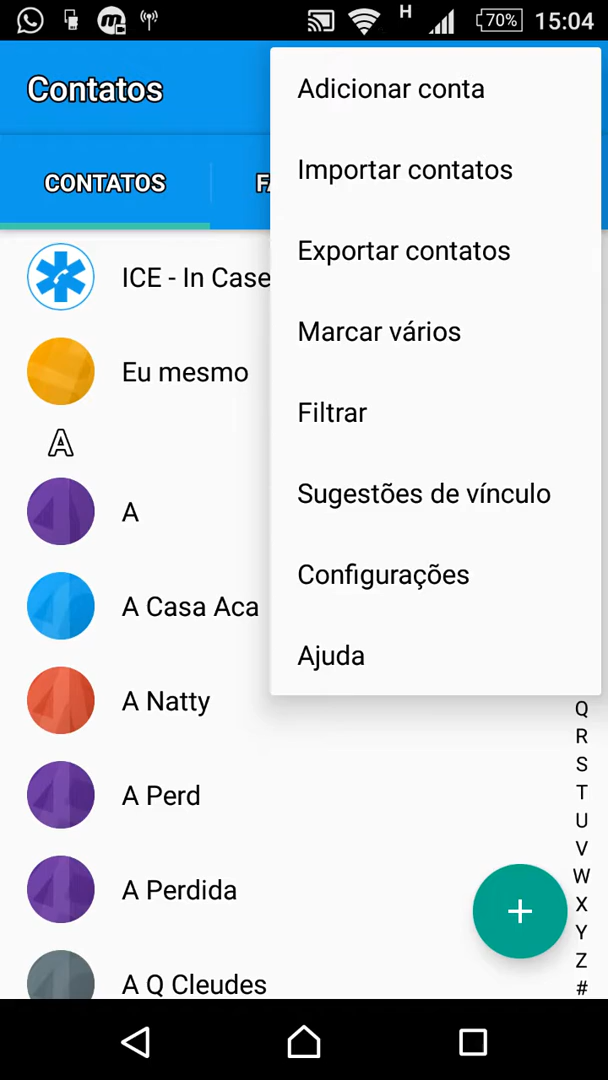 H 70% 15:04
Contatos
CONTATOS
ICE - In Case
Eu mesmo
A
A
A Casa Aca
A Natty
A Perd
A Perdida
A Q Cleudes
Adicionar conta
Importar contatos
Exportar contatos
Marcar vários
Filtrar
Sugestões de vínculo
Configurações
Ajuda
Q
R
S
T
U
V
W
X
Y
Z
#
+